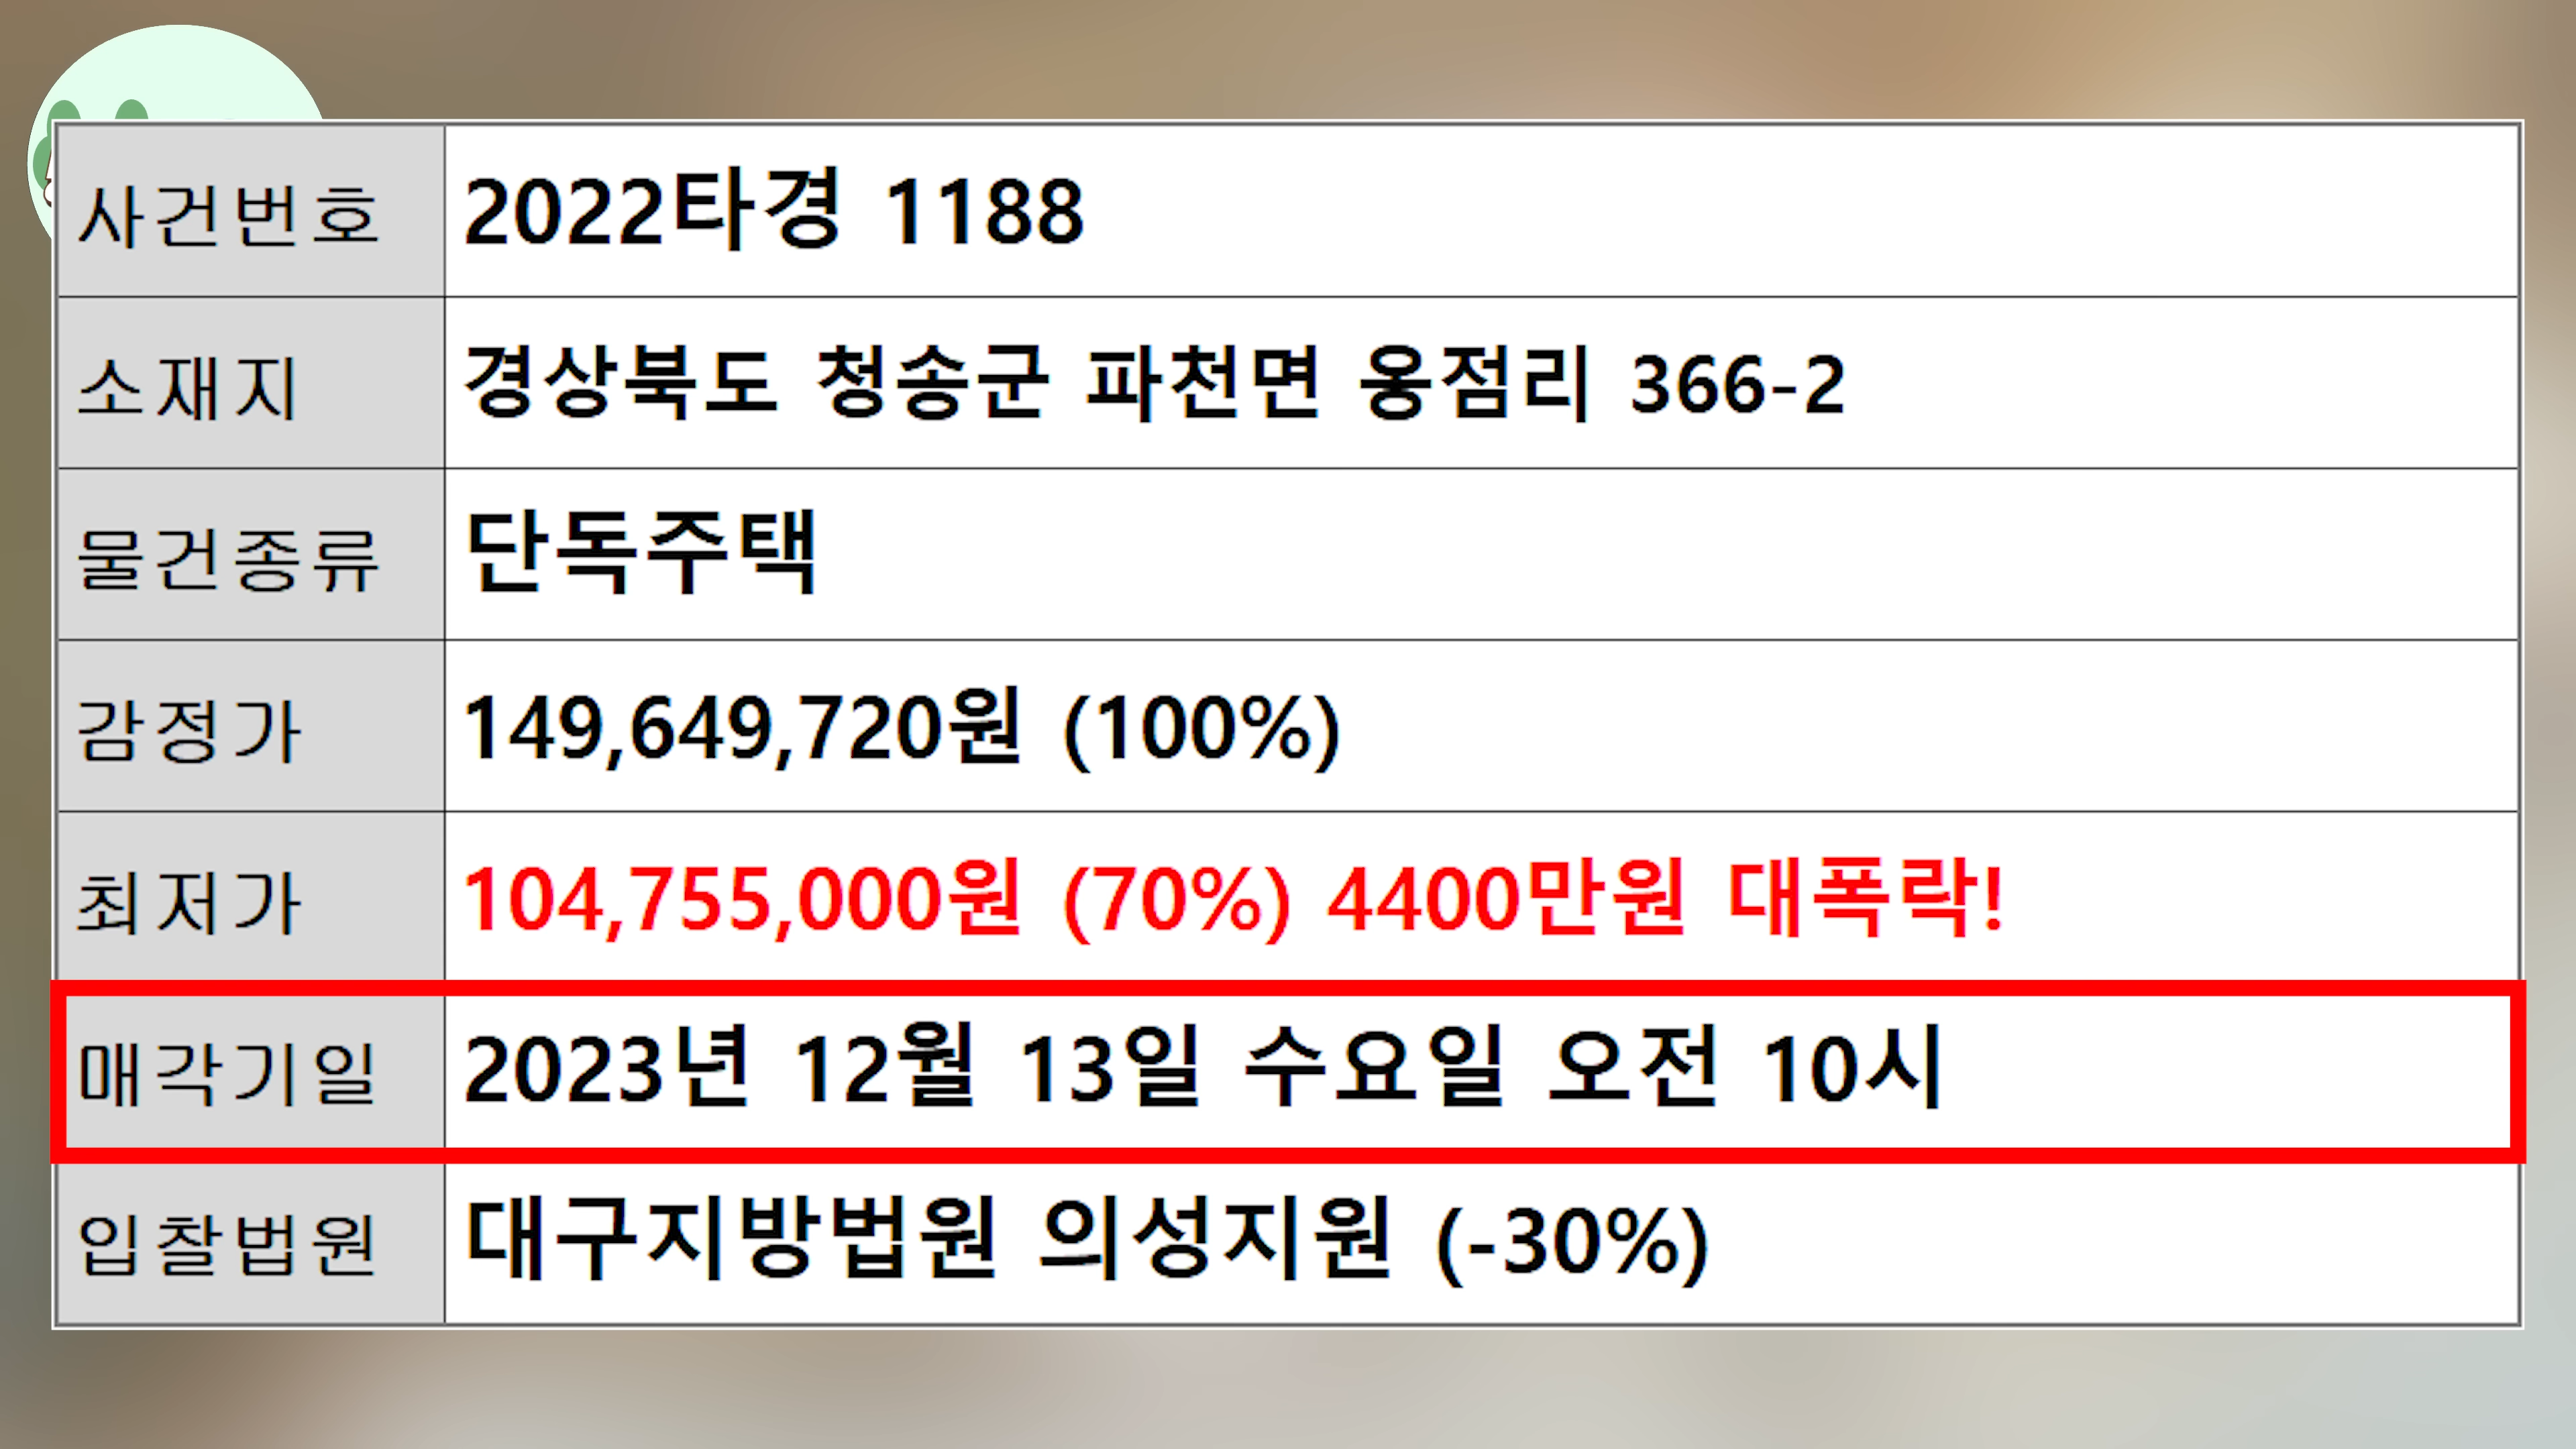 사건번호 2022타경 1188
소재지 경상북도 청송군 파천면 옹점리 366-2
물건종류 단독주택
감정가 149,649,720원 (100%)
최저가 104,755,000원 (70%) 4400만원 대폭락!
매각기일 2023년 12월 13일 수요일 오전 10시
입찰법원 대구지방법원 의성지원 (-30%)